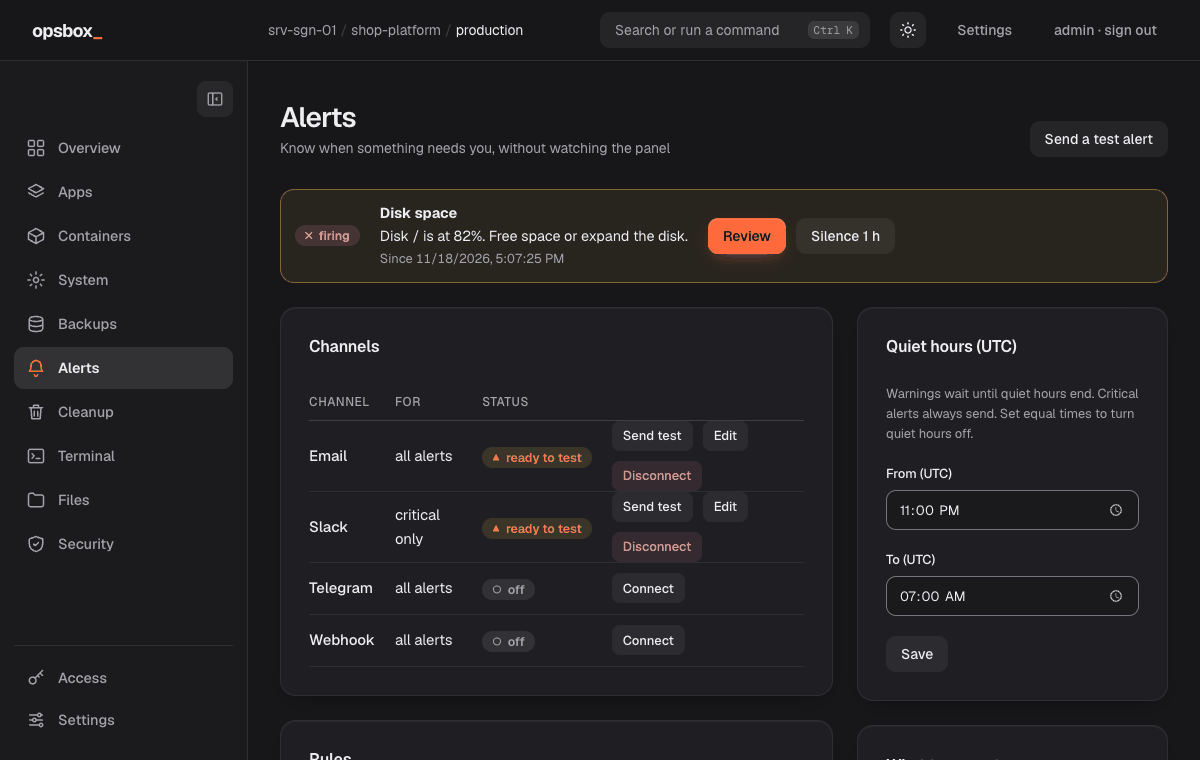 opsbox_
srv-sgn-01 / shop-platform / production
Search or run a command
Ctrl K
Settings
admin · sign out
Overview
Apps
Containers
System
Backups
Alerts
Cleanup
Terminal
Files
Security
Access
Settings
Alerts
Know when something needs you, without watching the panel
Send a test alert
firing
Disk space
Disk / is at 82%. Free space or expand the disk.
Since 11/18/2026, 5:07:25 PM
Review
Silence 1 h
Channels
CHANNEL FOR STATUS
Email all alerts ready to test Send test Edit
Disconnect
Slack critical only ready to test Send test Edit
Disconnect
Telegram all alerts off Connect
Webhook all alerts off Connect
Quiet hours (UTC)
Warnings wait until quiet hours end. Critical
alerts always send. Set equal times to turn
quiet hours off.
From (UTC)
11:00 PM
To (UTC)
07:00 AM
Save
Rules